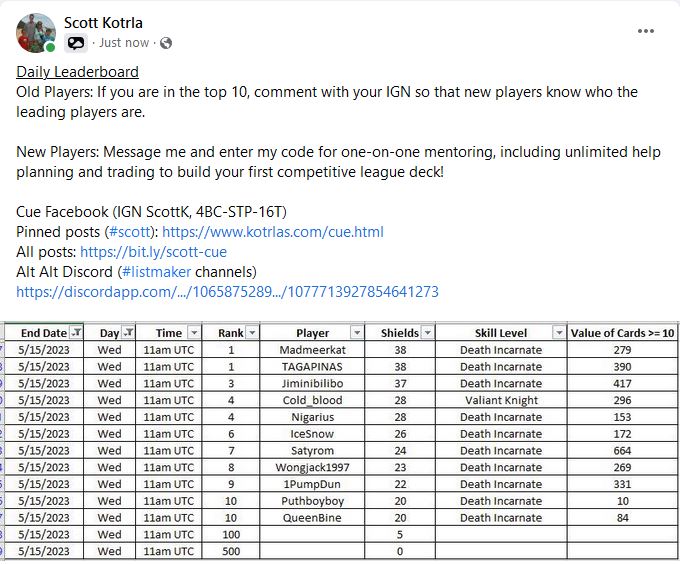 Scott Kotrla
· Just now ·
Daily Leaderboard
Old Players: If you are in the top 10, comment with your IGN so that new players know who the
leading players are.
New Players: Message me and enter my code for one-on-one mentoring, including unlimited help
planning and trading to build your first competitive league deck!
Cue Facebook (IGN ScottK, 4BC-STP-16T)
Pinned posts (#scott): https://www.kotrlas.com/cue.html
All posts: https://bit.ly/scott-cue
Alt Alt Discord (#listmaker channels)
https://discordapp.com/.../1065875289.../1077713927854641273
End Date Day Time Rank Player Shields Skill Level Value of Cards >= 10
5/15/2023 Wed 11am UTC 1 Madmeerkat 38 Death Incarnate 279
5/15/2023 Wed 11am UTC 1 TAGAPINAS 38 Death Incarnate 390
5/15/2023 Wed 11am UTC 3 Jiminibilibo 37 Death Incarnate 417
5/15/2023 Wed 11am UTC 4 Cold_blood 28 Valiant Knight 296
5/15/2023 Wed 11am UTC 4 Nigarius 28 Death Incarnate 153
5/15/2023 Wed 11am UTC 6 IceSnow 26 Death Incarnate 172
5/15/2023 Wed 11am UTC 7 Satyrom 24 Death Incarnate 664
5/15/2023 Wed 11am UTC 8 Wongjack1997 23 Death Incarnate 269
5/15/2023 Wed 11am UTC 9 1PumpDun 22 Death Incarnate 331
5/15/2023 Wed 11am UTC 10 Puthboyboy 20 Death Incarnate 10
5/15/2023 Wed 11am UTC 10 QueenBine 20 Death Incarnate 84
5/15/2023 Wed 11am UTC 100 5
5/15/2023 Wed 11am UTC 500 0